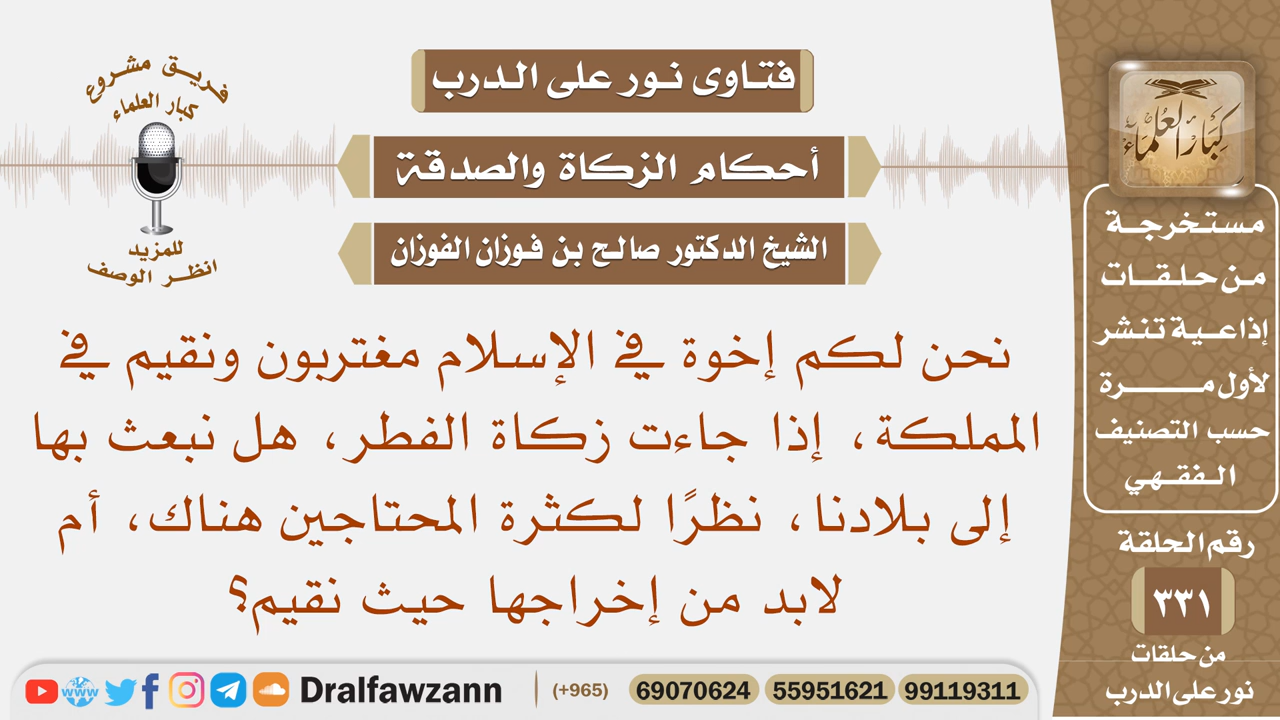 فتاوى نور على الدرب
أحكام الزكاة والصدقة
الشيخ الدكتور صالح بن فوزان الفوزان
نحن لكم إخوة في الإسلام مغتربون ونقيم في
المملكة، إذا جاءت زكاة الفطر، هل نبعث بها
إلى بلادنا، نظرًا لكثرة المحتاجين هناك، أم
لابد من إخراجها حيث نقيم؟
فريق مشروع
كبار العلماء
للمزيد
انظر الوصف
كبار العلماء
مستخرجة
من حلقات
إذاعية تنشر
لأول مرة
حسب التصنيف
الفقهي
رقم الحلقة
٣٣١
من حلقات
نور على الدرب
www Dralfawzann (+965) 69070624 55951621 99119311